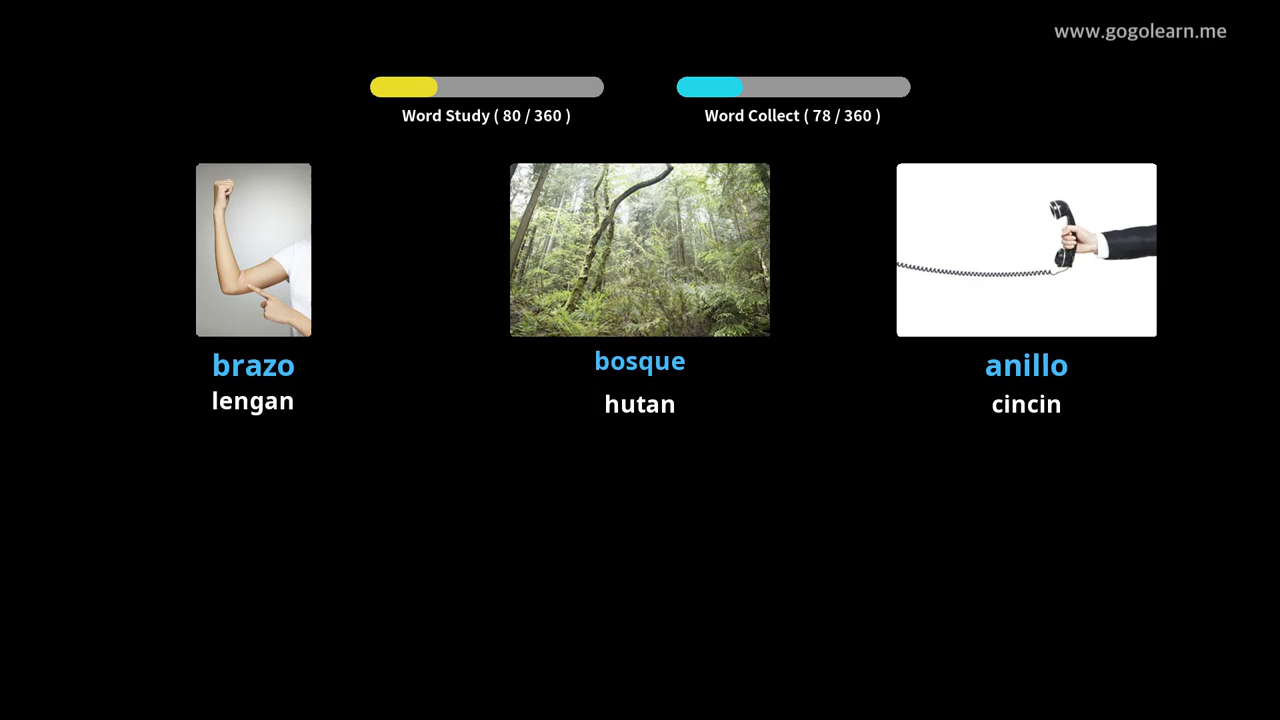 www.gogolearn.me
Word Study ( 80 / 360 )
Word Collect ( 78 / 360 )
brazo
lengan
bosque
hutan
anillo
cincin